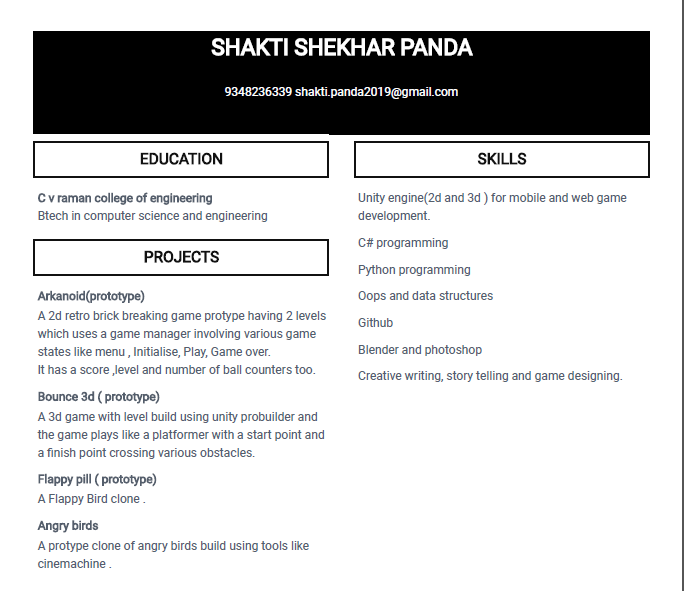 SHAKTI SHEKHAR PANDA
9348236339 shakti.panda2019@gmail.com
EDUCATION
C v raman college of engineering
Btech in computer science and engineering
PROJECTS
Arkanoid(prototype)
A 2d retro brick breaking game protype having 2 levels
which uses a game manager involving various game
states like menu , Initialise, Play, Game over.
It has a score ,level and number of ball counters too.
Bounce 3d ( prototype)
A 3d game with level build using unity probuilder and
the game plays like a platformer with a start point and
a finish point crossing various obstacles.
Flappy pill ( prototype)
A Flappy Bird clone .
Angry birds
A protype clone of angry birds build using tools like
cinemachine .
SKILLS
Unity engine(2d and 3d ) for mobile and web game
development.
C# programming
Python programming
Oops and data structures
Github
Blender and photoshop
Creative writing, story telling and game designing.